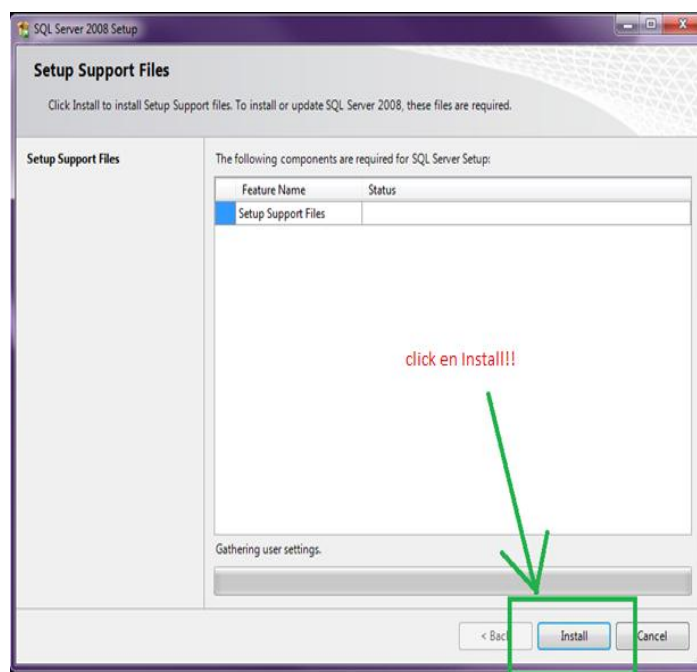 SQL Server 2008 Setup
Setup Support Files
Click Install to install Setup Support files. To install or update SQL Server 2008, these files are required.
Setup Support Files
The following components are required for SQL Server Setup:
Feature Name Status
Setup Support Files
click en Install!!
Gathering user settings.
< Back Install Cancel